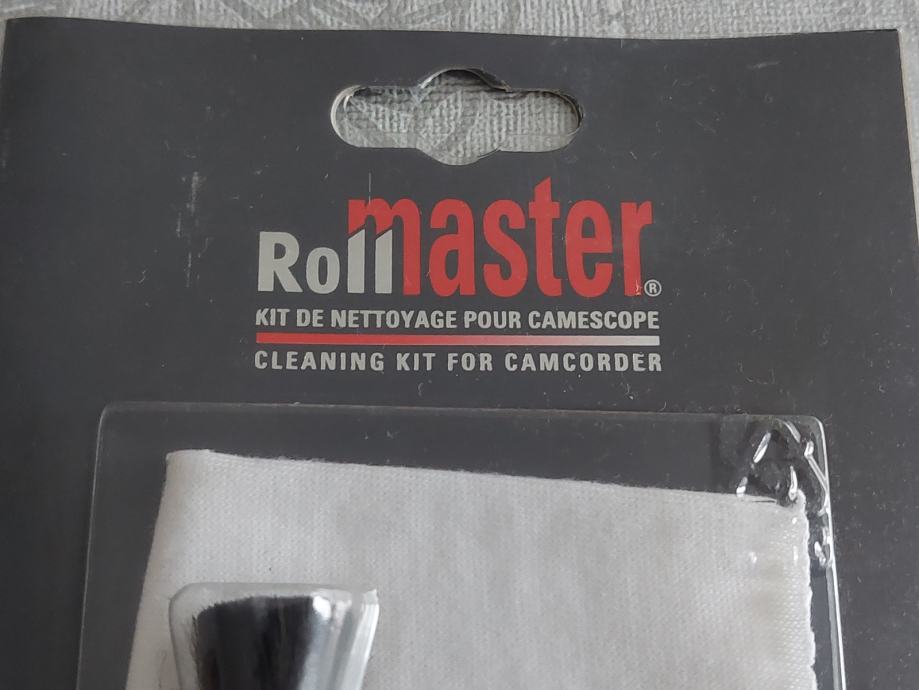 Rollmaster®
KIT DE NETTOYAGE POUR CAMESCOPE
CLEANING KIT FOR CAMCORDER